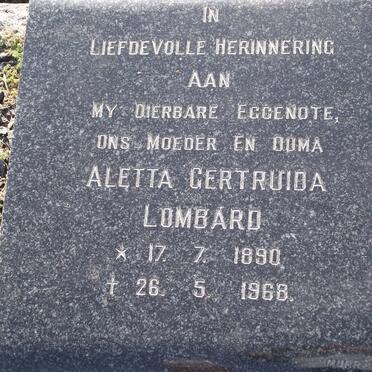 IN
LIEFDEVOLLE HERINNERING
AAN
MY DIERBARE EGGENOTE,
ONS MOEDER EN OUMA
ALETTA GERTRUIDA
LOMBARD
* 17. 7. 1890
† 26. 5. 1968.